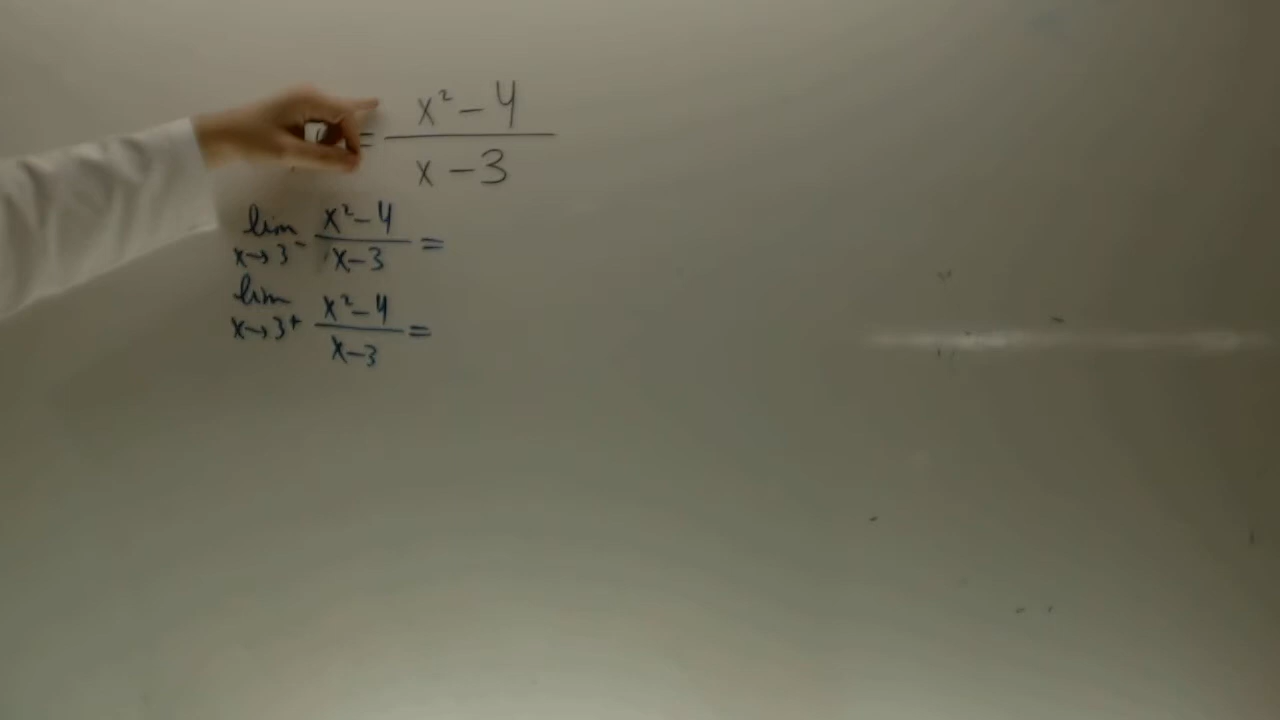 = x² - 4 / x - 3
lim x→3⁻ x² - 4 / x - 3 =
lim x→3⁺ x² - 4 / x - 3 =